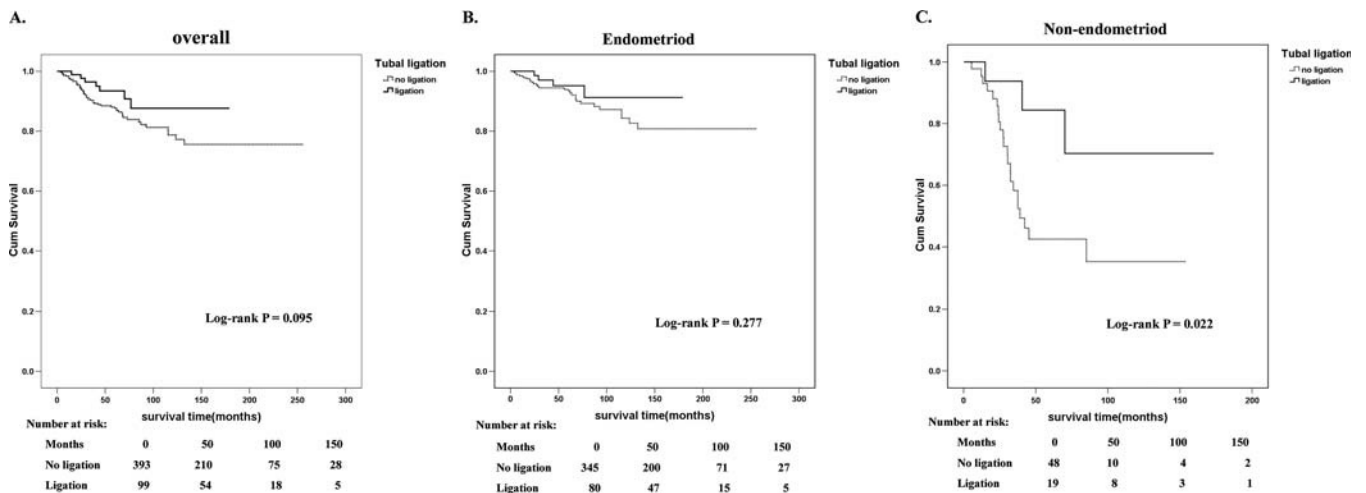 A.
overall
Tubal ligation
no ligation
ligation
Cum Survival
1.0
0.8
0.6
0.4
0.2
0.0
Log-rank P = 0.095
0 50 100 150 200 250 300
survival time(months)
Number at risk:
Months 0 50 100 150
No ligation 393 210 75 28
Ligation 99 54 18 5
B.
Endometriod
Tubal ligation
no ligation
ligation
Cum Survival
1.0
0.8
0.6
0.4
0.2
0.0
Log-rank P = 0.277
0 50 100 150 200 250 300
survival time(months)
Number at risk:
Months 0 50 100 150
No ligation 345 200 71 27
Ligation 80 47 15 5
C.
Non-endometriod
Tubal ligation
no ligation
ligation
Cum Survival
1.0
0.8
0.6
0.4
0.2
0.0
Log-rank P = 0.022
0 50 100 150 200
survival time(months)
Number at risk:
Months 0 50 100 150
No ligation 48 10 4 2
Ligation 19 8 3 1